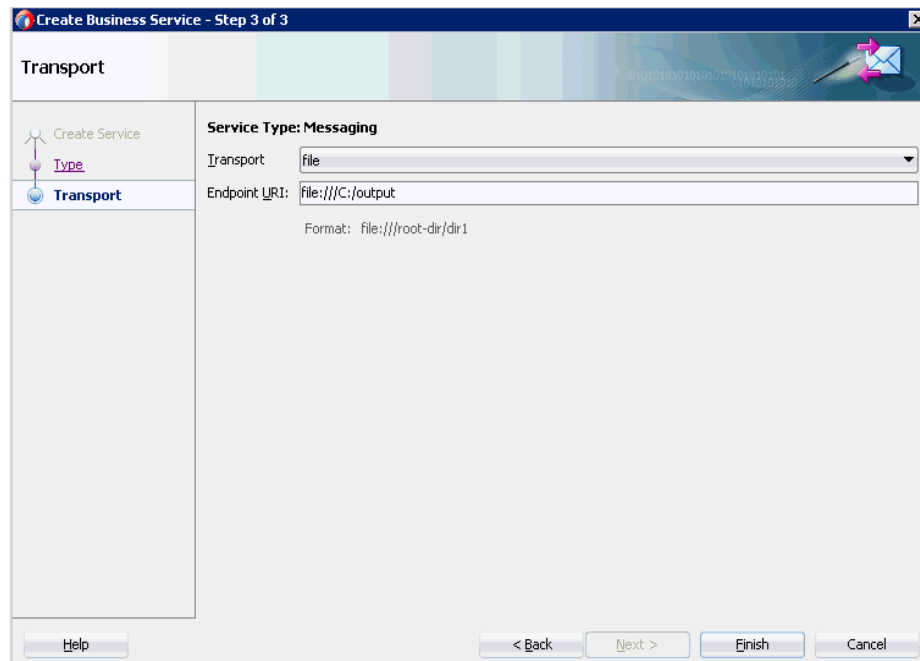 Create Business Service - Step 3 of 3
Transport
Create Service
Type
Transport
Service Type: Messaging
Transport file
Endpoint URI: file:///C:/output
Format: file:///root-dir/dir1
Help < Back Next > Finish Cancel